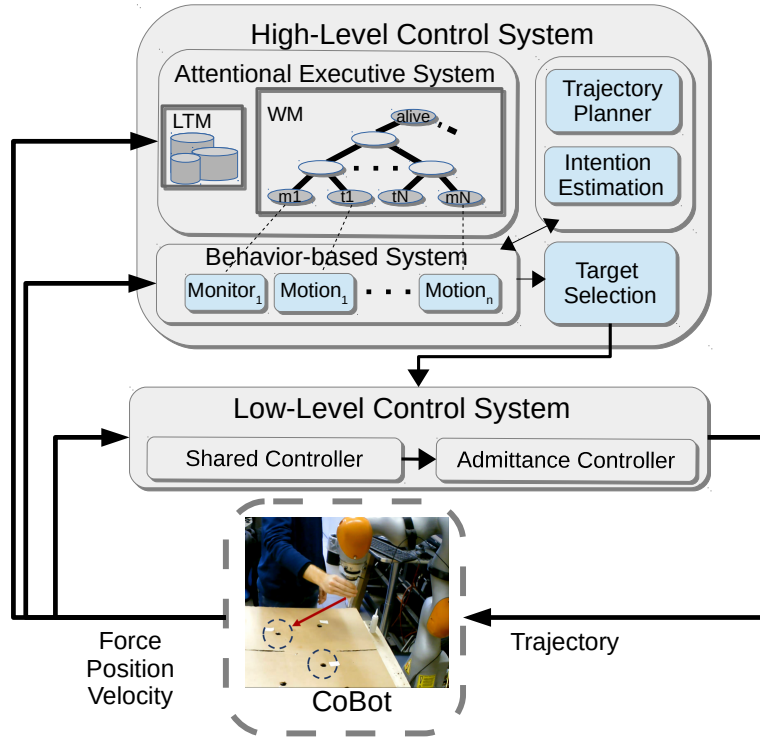 High-Level Control System
Attentional Executive System
LTM
WM
alive
m1
t1
tN
mN
Trajectory
Planner
Intention
Estimation
Behavior-based System
Monitor1
Motion1
Motionn
Target
Selection
Low-Level Control System
Shared Controller
Admittance Controller
Force
Position
Velocity
CoBot
Trajectory